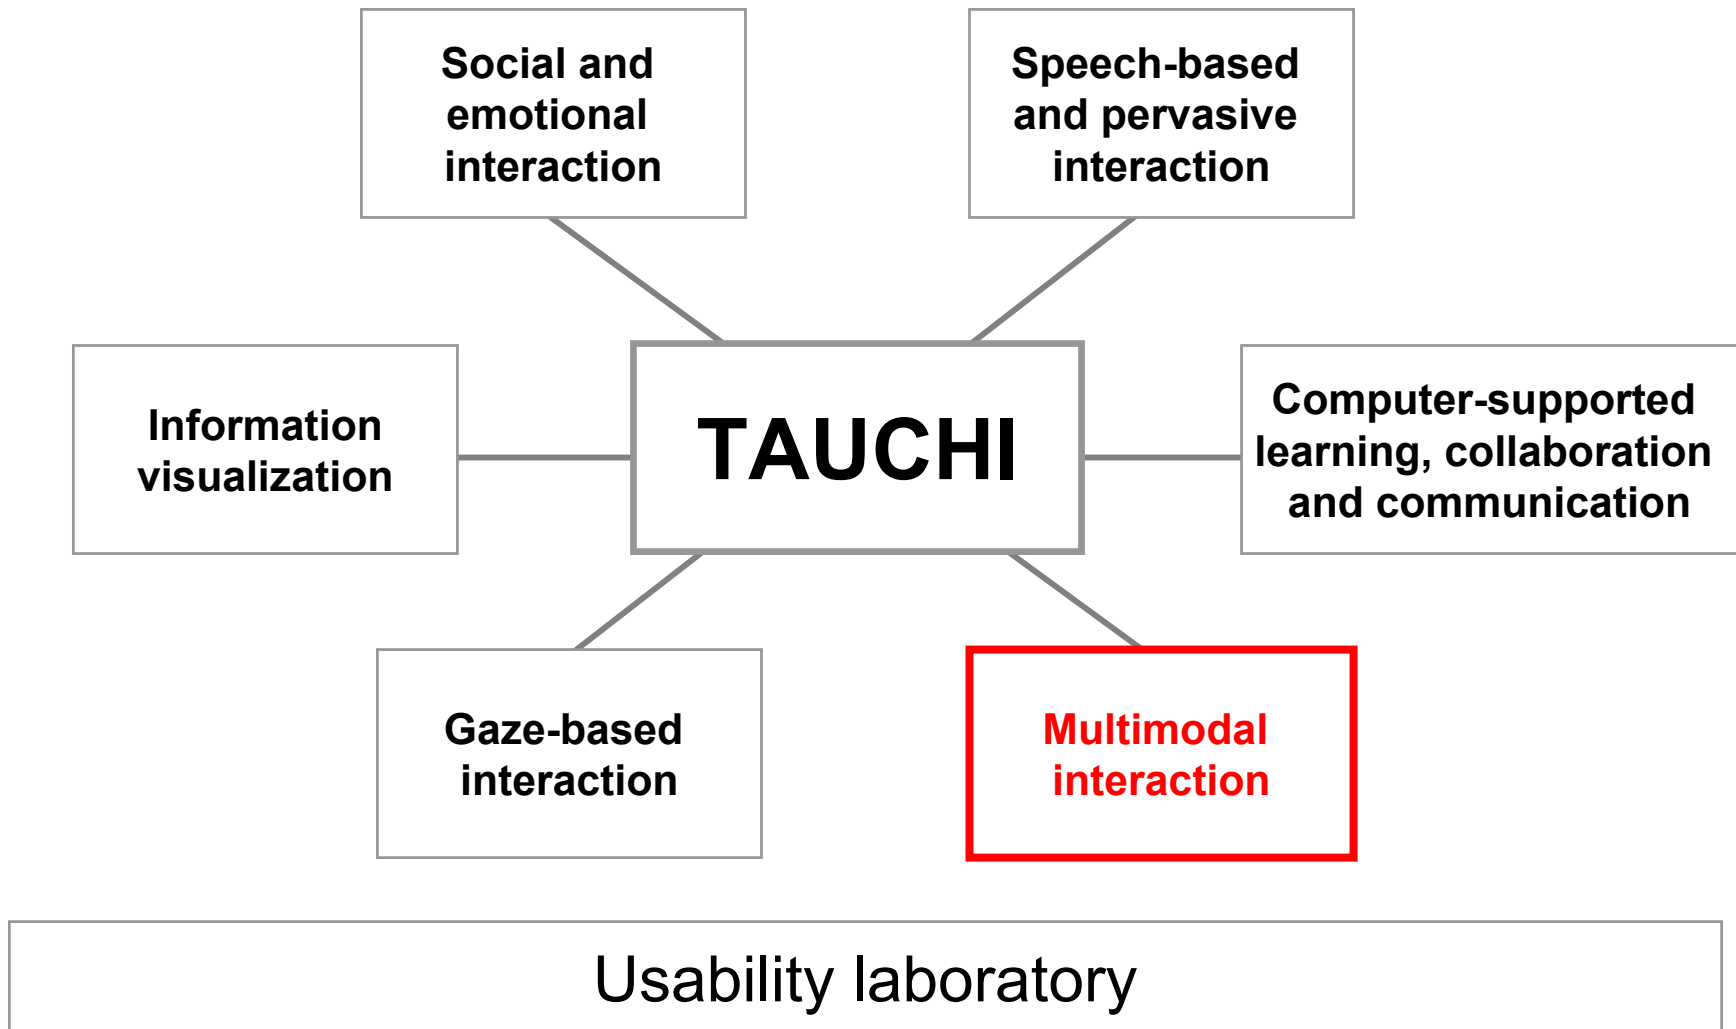 Social and
emotional
interaction
Speech-based
and pervasive
interaction
Information
visualization
TAUCHI
Computer-supported
learning, collaboration
and communication
Gaze-based
interaction
Multimodal
interaction
Usability laboratory